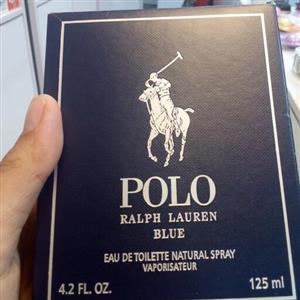 POLO
RALPH LAUREN
BLUE
EAU DE TOILETTE NATURAL SPRAY
VAPORISATEUR
4.2 FL. OZ. 125 ml